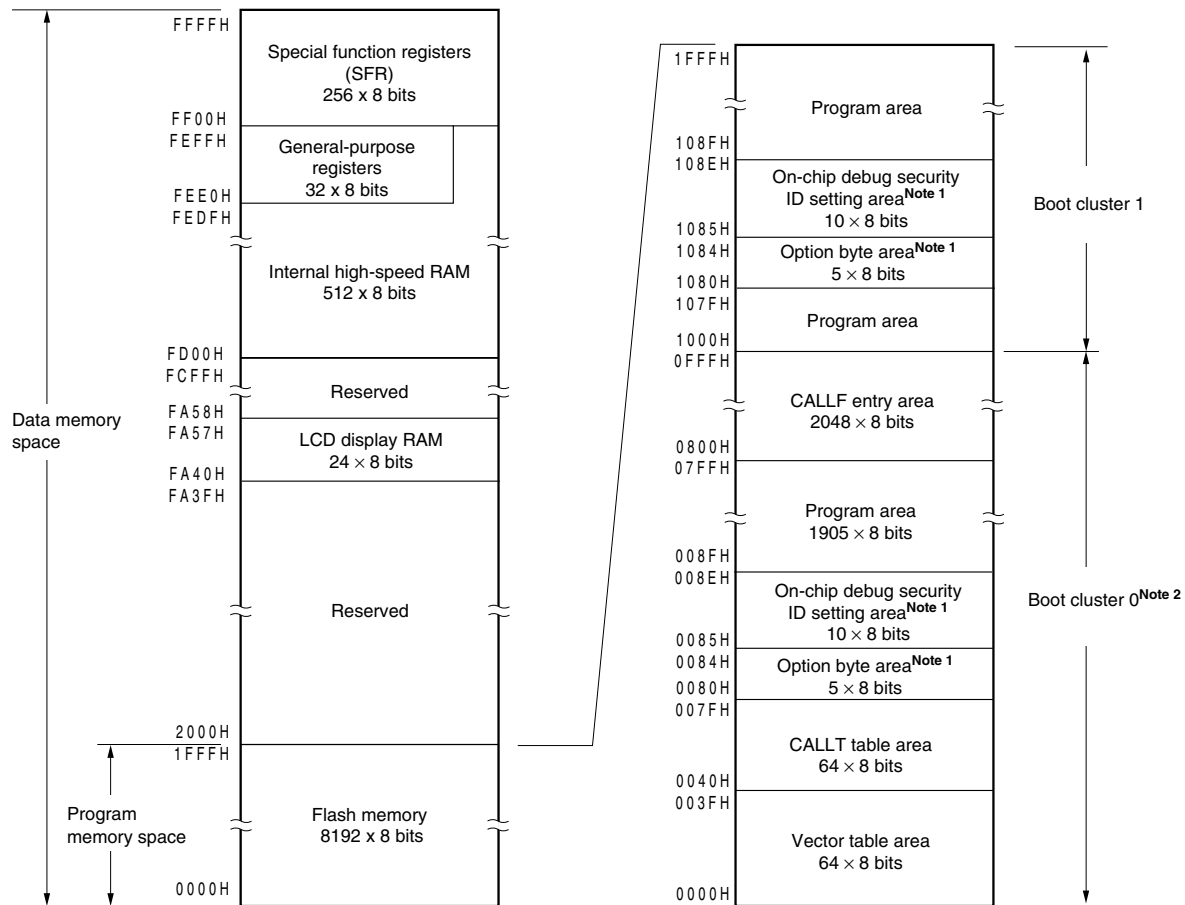 FFFFH
Special function registers
(SFR)
256 x 8 bits
FF00H
FEFFH
General-purpose
registers
32 x 8 bits
FEE0H
FEDFH
Internal high-speed RAM
512 x 8 bits
FD00H
FCFFH
Reserved
FA58H
FA57H
LCD display RAM
24 × 8 bits
FA40H
FA3FH
Reserved
2000H
1FFFH
Flash memory
8192 x 8 bits
0000H
Data memory
space
Program
memory space
1FFFH
Program area
108FH
108EH
On-chip debug security
ID setting area Note 1
10 × 8 bits
1085H
1084H
Option byte area Note 1
5 × 8 bits
1080H
107FH
Program area
1000H
0FFFH
CALLF entry area
2048 × 8 bits
0800H
07FFH
Program area
1905 × 8 bits
008FH
008EH
On-chip debug security
ID setting area Note 1
10 × 8 bits
0085H
0084H
Option byte area Note 1
5 × 8 bits
0080H
007FH
CALLT table area
64 × 8 bits
0040H
003FH
Vector table area
64 × 8 bits
0000H
Boot cluster 1
Boot cluster 0 Note 2